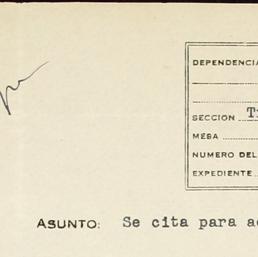 DEPENDENCIA
SECCION
MESA
NUMERO DEL
EXPEDIENTE
ASUNTO: Se cita para